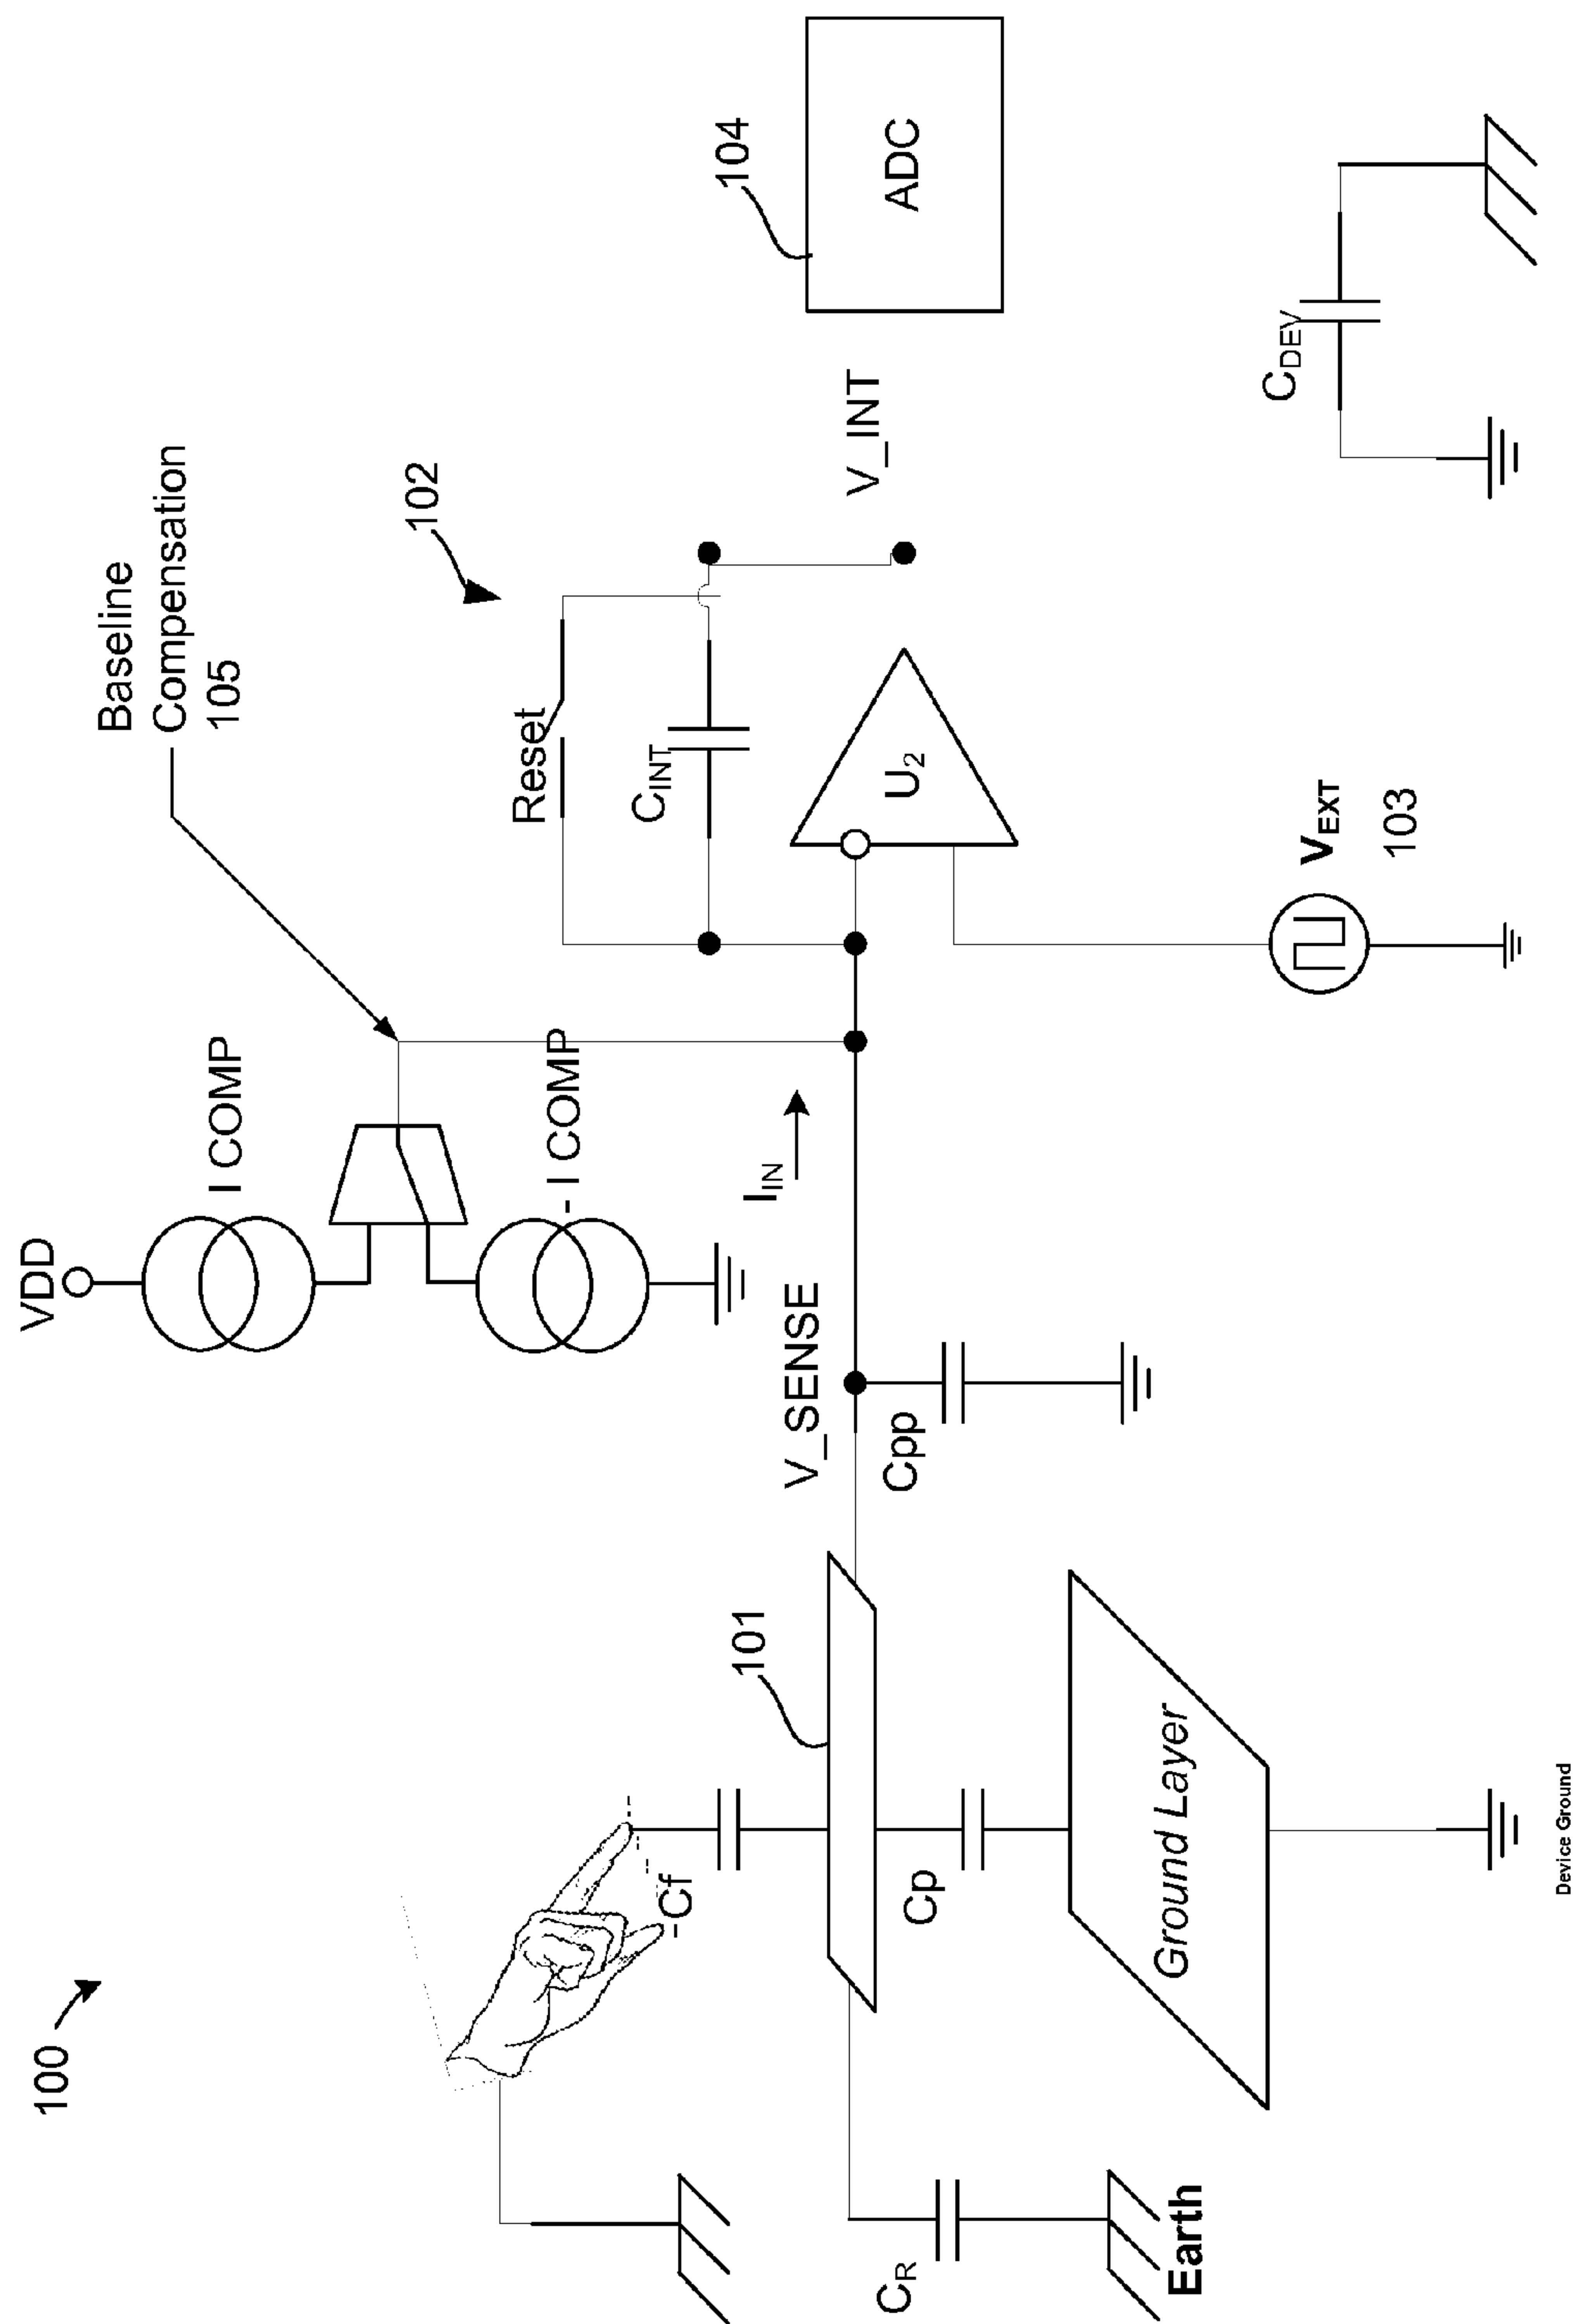 100
VDD
I COMP
- I COMP
Baseline
Compensation
105
102
Reset
CINT
104
ADC
V_INT
U2
IIN
V_SENSE
Cpp
101
Cf
Cp
CR
Earth
Ground Layer
VEXT
103
CDEV
Device Ground